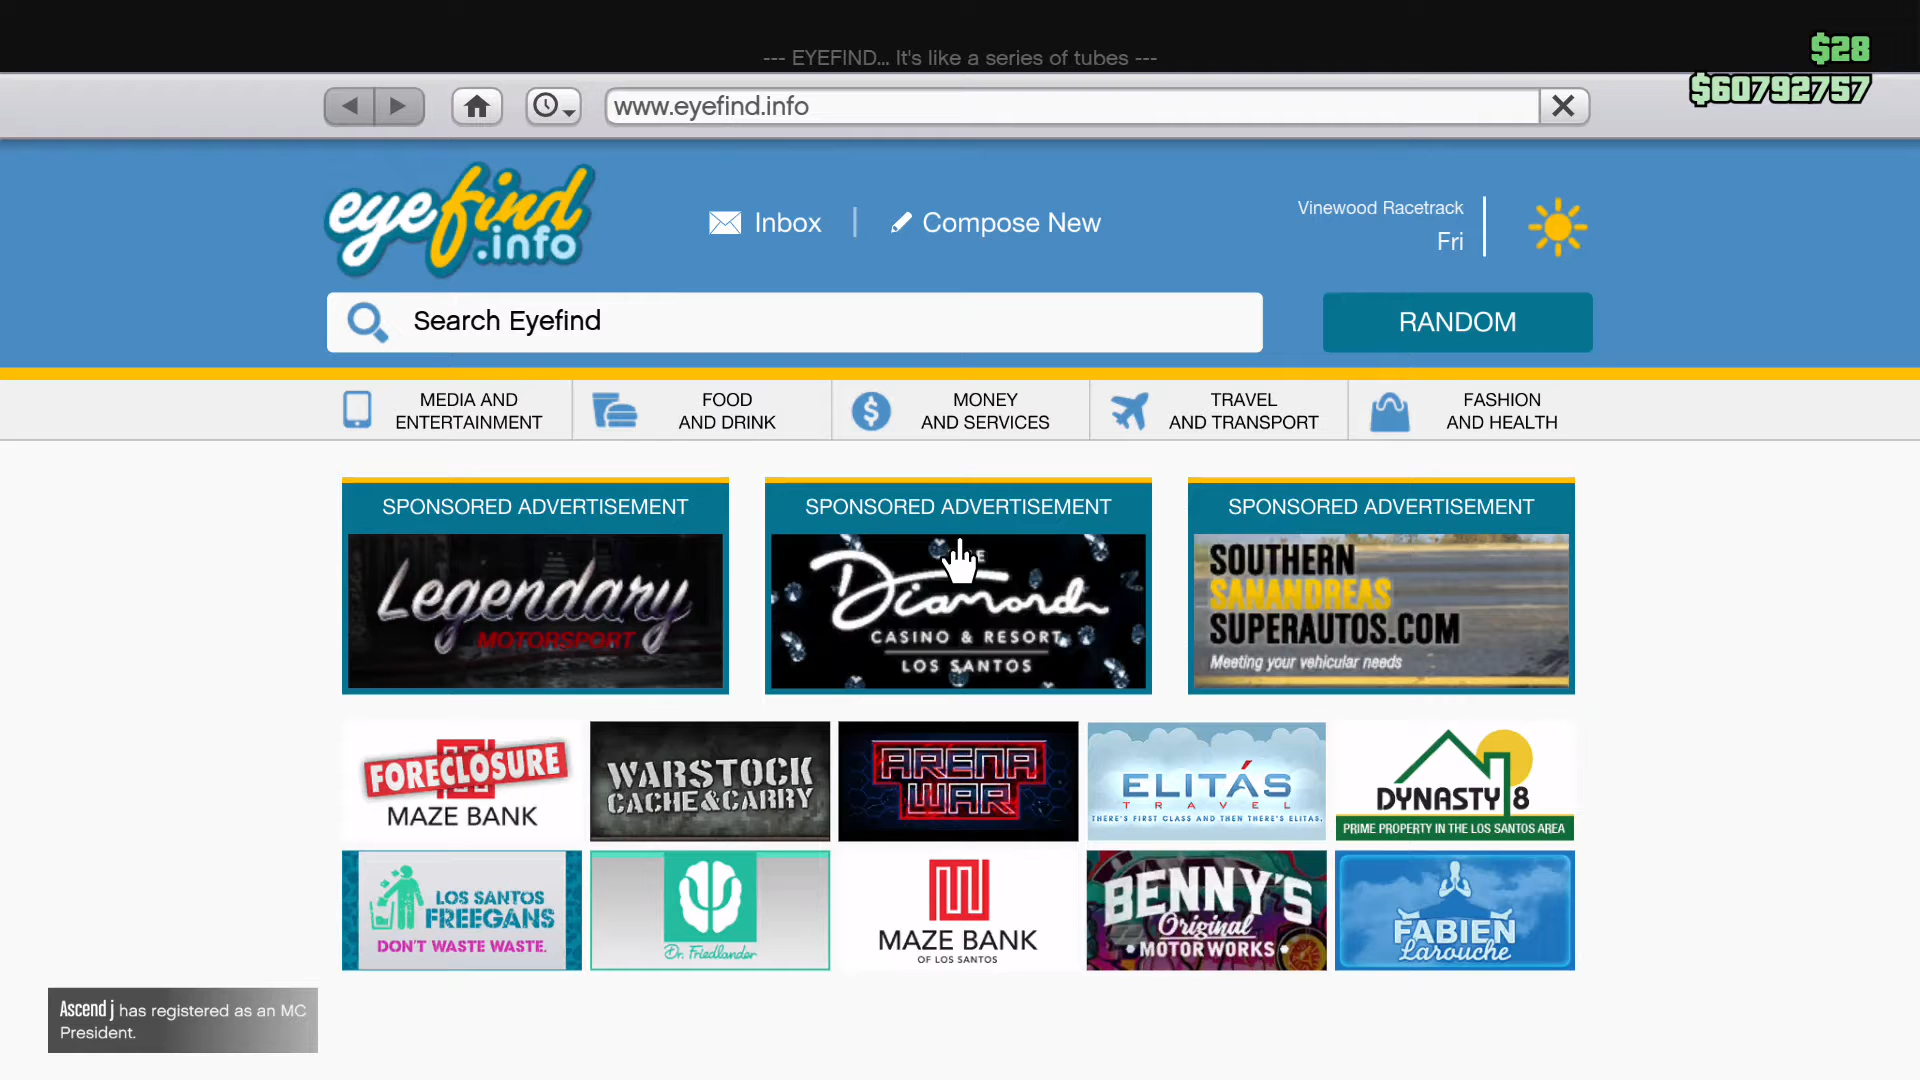 $28
--- EYEFIND... It's like a series of tubes ---
$60792757
www.eyefind.info
eyefind
.info
Inbox
Compose New
Vinewood Racetrack
Fri
Search Eyefind
RANDOM
MEDIA AND
ENTERTAINMENT
FOOD
AND DRINK
MONEY
AND SERVICES
TRAVEL
AND TRANSPORT
FASHION
AND HEALTH
SPONSORED ADVERTISEMENT
Legendary
MOTORSPORT
SPONSORED ADVERTISEMENT
Diamond
CASINO & RESORT
LOS SANTOS
SPONSORED ADVERTISEMENT
SOUTHERN
SANANDREAS
SUPERAUTOS.COM
Meeting your vehicular needs
FORECLOSURE
MAZE BANK
WARSTOCK
CACHE&CARRY
ARENA
WAR
ELITÁS
TRAVEL
THERE'S FIRST CLASS AND THEN THERE'S ELITAS.
DYNASTY 8
PRIME PROPERTY IN THE LOS SANTOS AREA
LOS SANTOS
FREEGANS
DON'T WASTE WASTE.
Dr. Friedlander
MAZE BANK
OF LOS SANTOS
BENNY'S
Original
MOTOR WORKS
FABIEN
Larouche
Ascend j has registered as an MC
President.